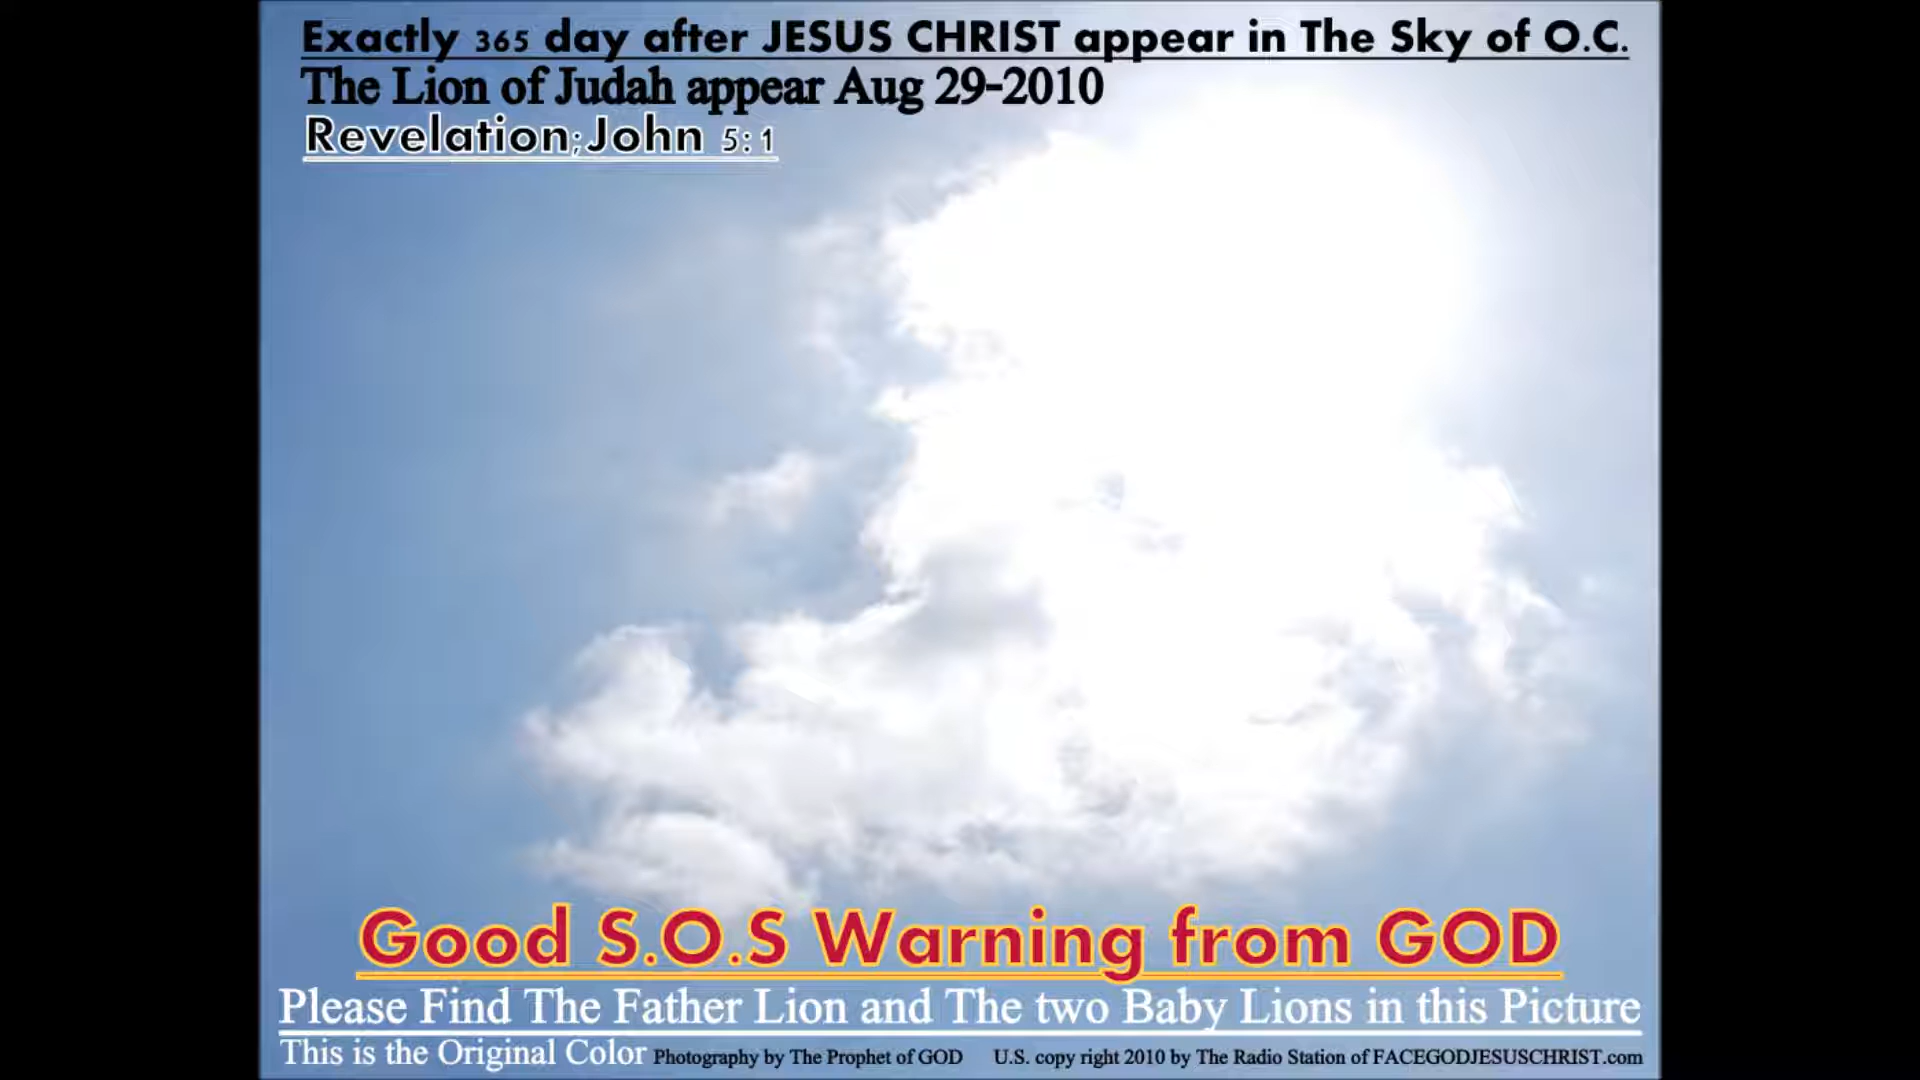 Exactly 365 day after JESUS CHRIST appear in The Sky of O.C.
The Lion of Judah appear Aug 29-2010
Revelation;John 5:1
Good S.O.S Warning from GOD
Please Find The Father Lion and The two Baby Lions in this Picture
This is the Original Color Photography by The Prophet of GOD U.S. copy right 2010 by The Radio Station of FACEGODJESUSCHRIST.com